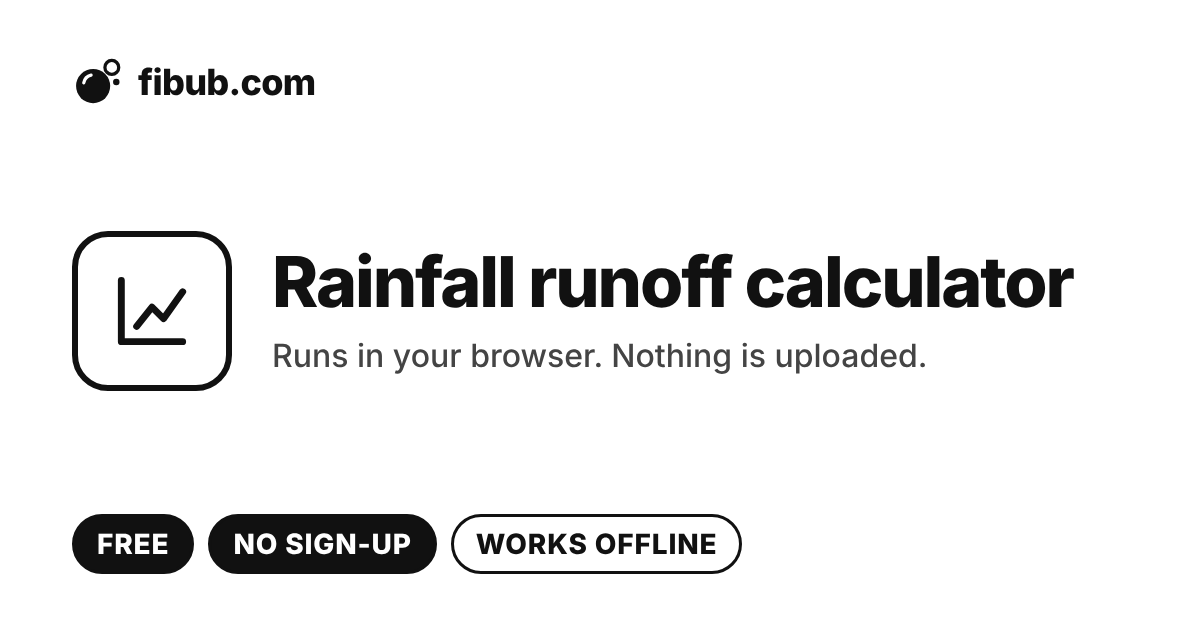 fibub.com
Rainfall runoff calculator
Runs in your browser. Nothing is uploaded.
FREE
NO SIGN-UP
WORKS OFFLINE